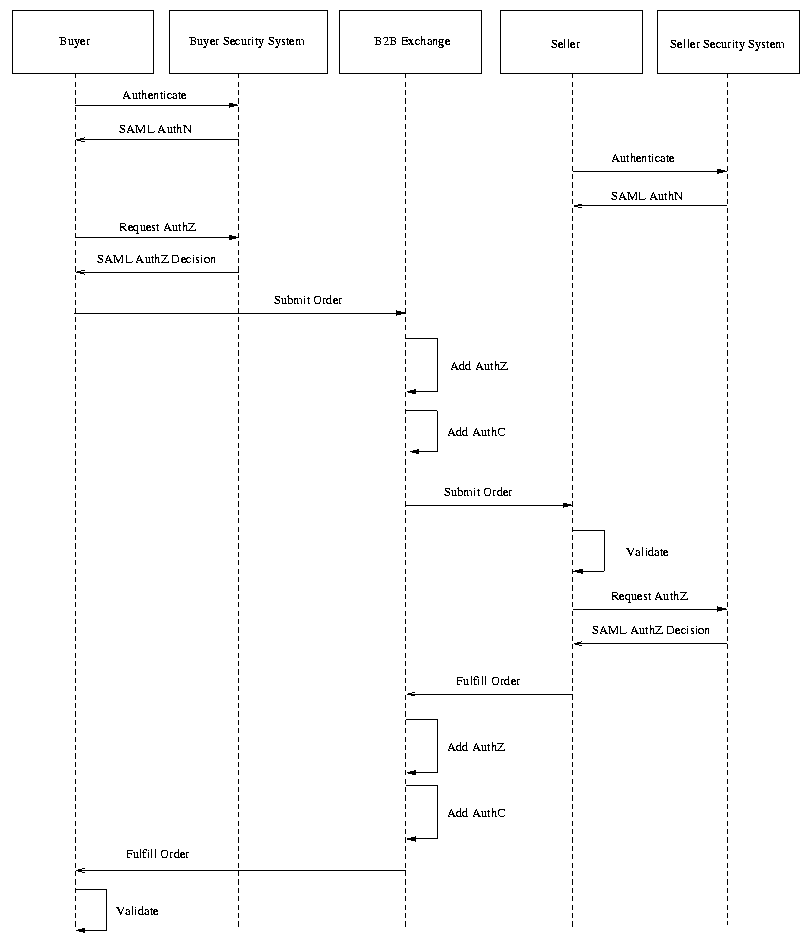 Buyer
Buyer Security System
B2B Exchange
Seller
Seller Security System
Authenticate
SAML AuthN
Authenticate
SAML AuthN
Request AuthZ
SAML AuthZ Decision
Submit Order
Add AuthZ
Add AuthC
Submit Order
Validate
Request AuthZ
SAML AuthZ Decision
Fulfill Order
Add AuthZ
Add AuthC
Fulfill Order
Validate